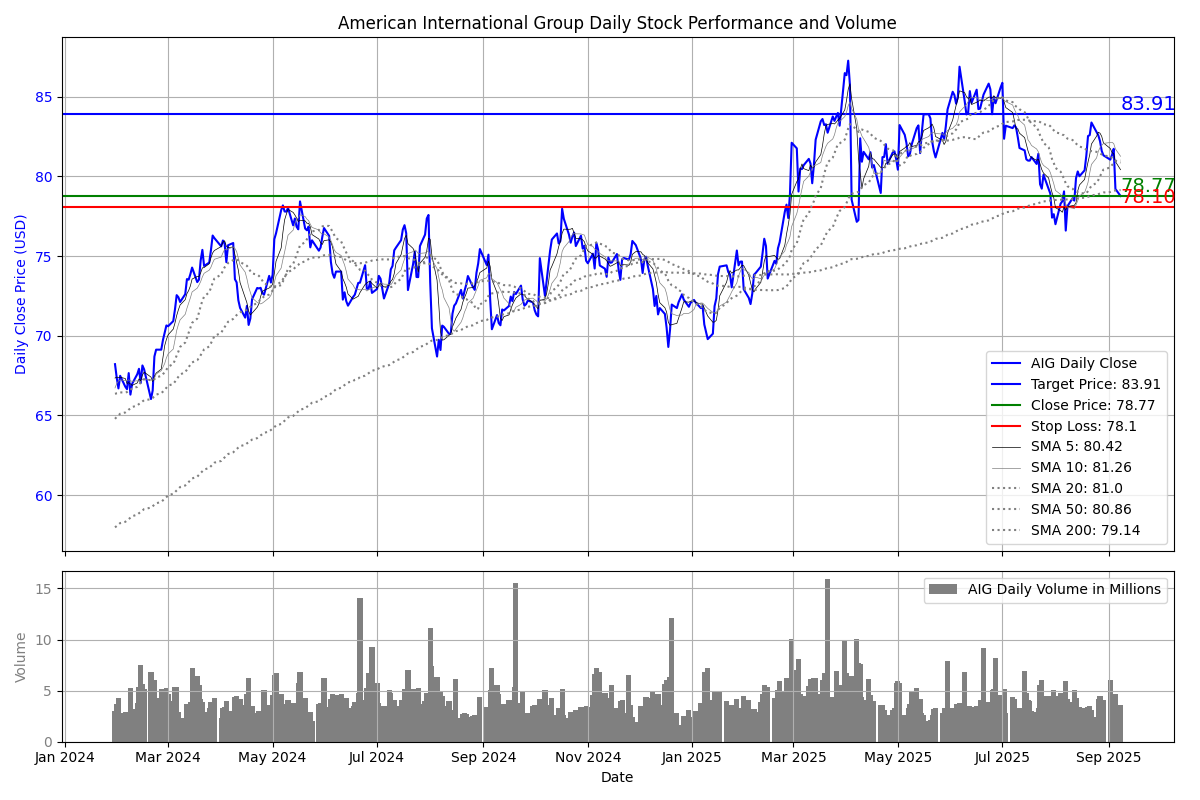 American International Group Daily Stock Performance and Volume
Daily Close Price (USD)
85
80
75
70
65
60
83.91
78.77
78.10
AIG Daily Close
Target Price: 83.91
Close Price: 78.77
Stop Loss: 78.1
SMA 5: 80.42
SMA 10: 81.26
SMA 20: 81.0
SMA 50: 80.86
SMA 200: 79.14
Volume
15
10
5
0
AIG Daily Volume in Millions
Jan 2024 Mar 2024 May 2024 Jul 2024 Sep 2024 Nov 2024 Jan 2025 Mar 2025 May 2025 Jul 2025 Sep 2025
Date